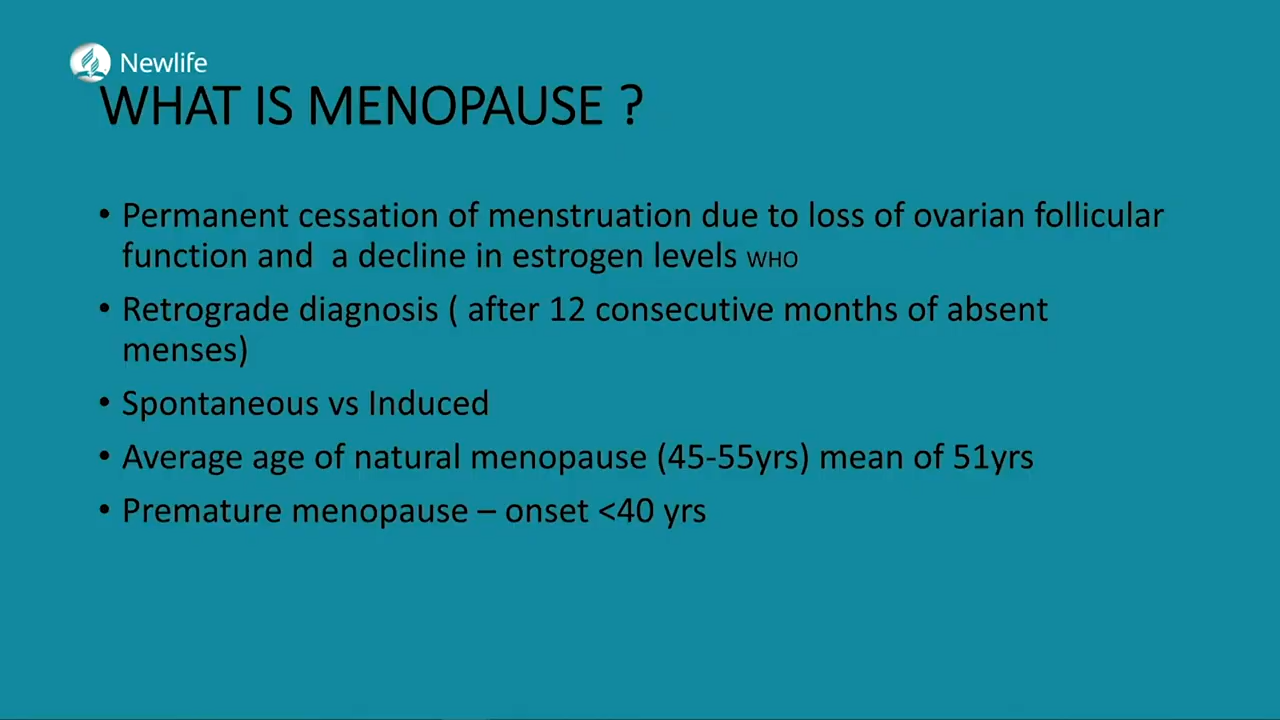 Newlife
WHAT IS MENOPAUSE ?
• Permanent cessation of menstruation due to loss of ovarian follicular
function and  a decline in estrogen levels WHO
• Retrograde diagnosis ( after 12 consecutive months of absent
menses)
• Spontaneous vs Induced
• Average age of natural menopause (45-55yrs) mean of 51yrs
• Premature menopause – onset <40 yrs